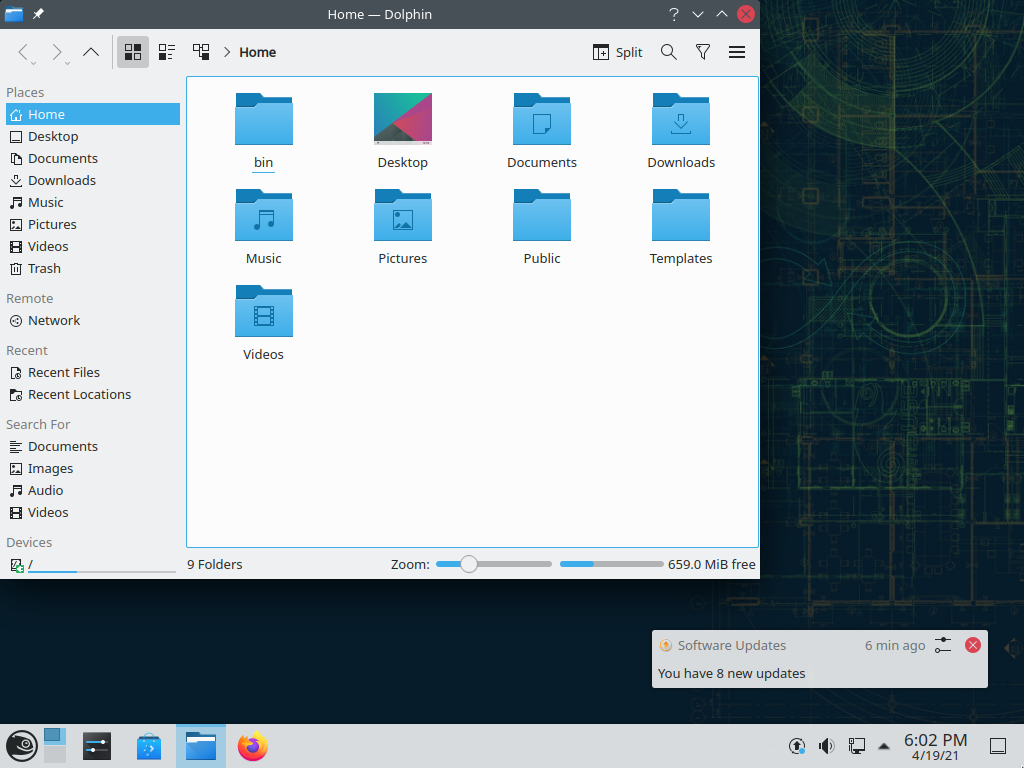 Home — Dolphin
Split
Home
Places
Home
Desktop
Documents
Downloads
Music
Pictures
Videos
Trash
Remote
Network
Recent
Recent Files
Recent Locations
Search For
Documents
Images
Audio
Videos
Devices
/
bin
Desktop
Documents
Downloads
Music
Pictures
Public
Templates
Videos
9 Folders
Zoom:
659.0 MiB free
Software Updates
6 min ago
You have 8 new updates
6:02 PM
4/19/21